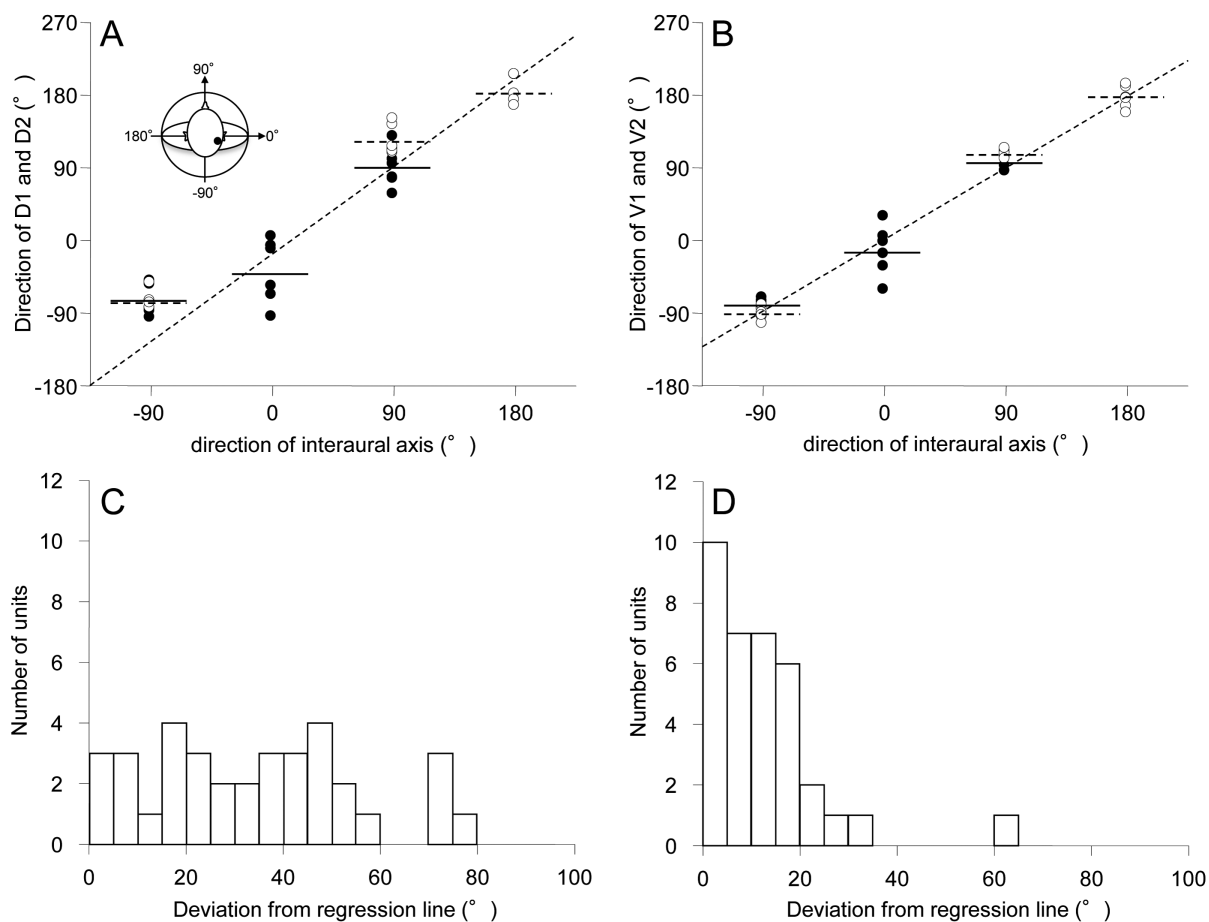 A
Direction of D1 and D2 (° )
270
180
90
0
-90
-180
90°
180°
0°
-90°
-90 0 90 180
direction of interaural axis (° )
B
Direction of V1 and V2 (° )
270
180
90
0
-90
-180
-90 0 90 180
direction of interaural axis (° )
C
Number of units
12
10
8
6
4
2
0
0 20 40 60 80 100
Deviation from regression line (° )
D
Number of units
12
10
8
6
4
2
0
0 20 40 60 80 100
Deviation from regression line (° )